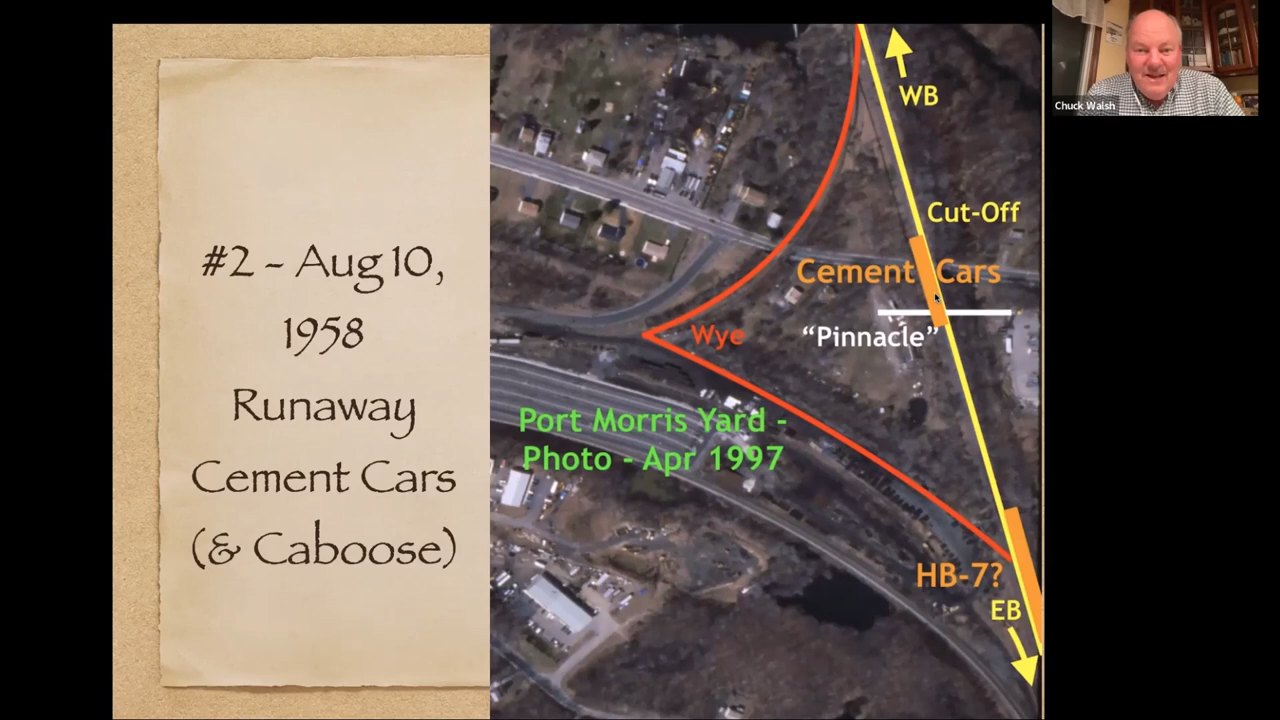 #2 - Aug 10,
1958
Runaway
Cement Cars
(& Caboose)
WB
Cut-Off
Cement Cars
"Pinnacle"
Wye
Port Morris Yard -
Photo - Apr 1997
HB-7?
EB
Chuck Walsh